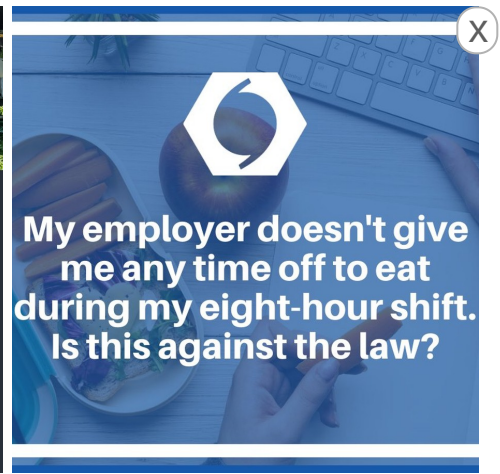 X
My employer doesn't give
me any time off to eat
during my eight-hour shift.
Is this against the law?